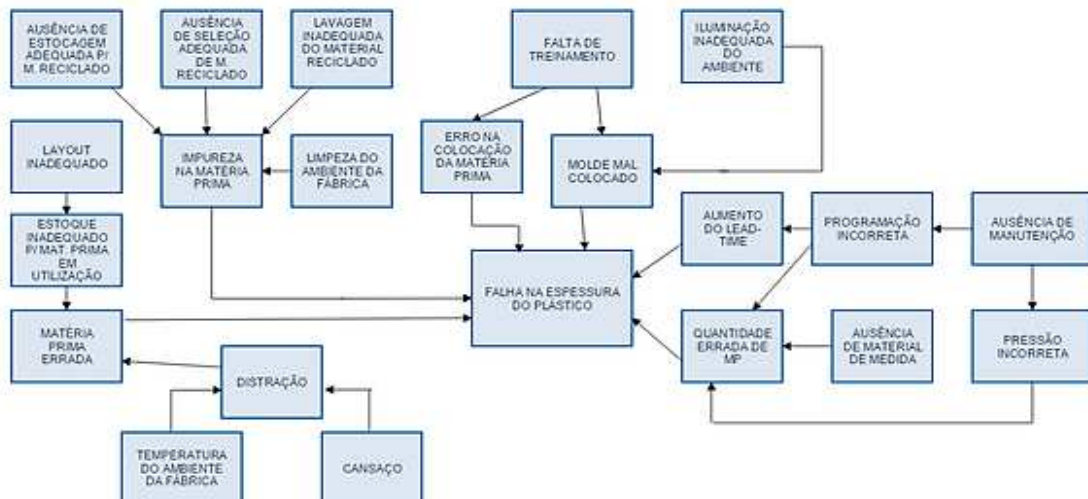 AUSÊNCIA DE
ESTOCAGEM
ADEQUADA P/
M. RECICLADO
AUSÊNCIA
DE SELEÇÃO
ADEQUADA
DE M.
RECICLADO
LAVAGEM
INADEQUADA
DO MATERIAL
RECICLADO
FALTA DE
TREINAMENTO
ILUMINAÇÃO
INADEQUADA
DO
AMBIENTE
LAYOUT
INADEQUADO
IMPUREZA
NA MATÉRIA
PRIMA
LIMPEZA DO
AMBIENTE DA
FÁBRICA
ERRO NA
COLOCAÇÃO
DA MATÉRIA
PRIMA
MOLDE MAL
COLOCADO
ESTOQUE
INADEQUADO
P/ MAT. PRIMA
EM
UTILIZAÇÃO
AUMENTO
DO LEAD-
TIME
PROGRAMAÇÃO
INCORRETA
AUSÊNCIA DE
MANUTENÇÃO
FALHA NA ESPESSURA
DO PLÁSTICO
MATÉRIA
PRIMA
ERRADA
QUANTIDADE
ERRADA DE
MP
AUSÊNCIA
DE MATERIAL
DE MEDIDA
PRESSÃO
INCORRETA
DISTRAÇÃO
TEMPERATURA
DO AMBIENTE
DA FÁBRICA
CANSAÇO